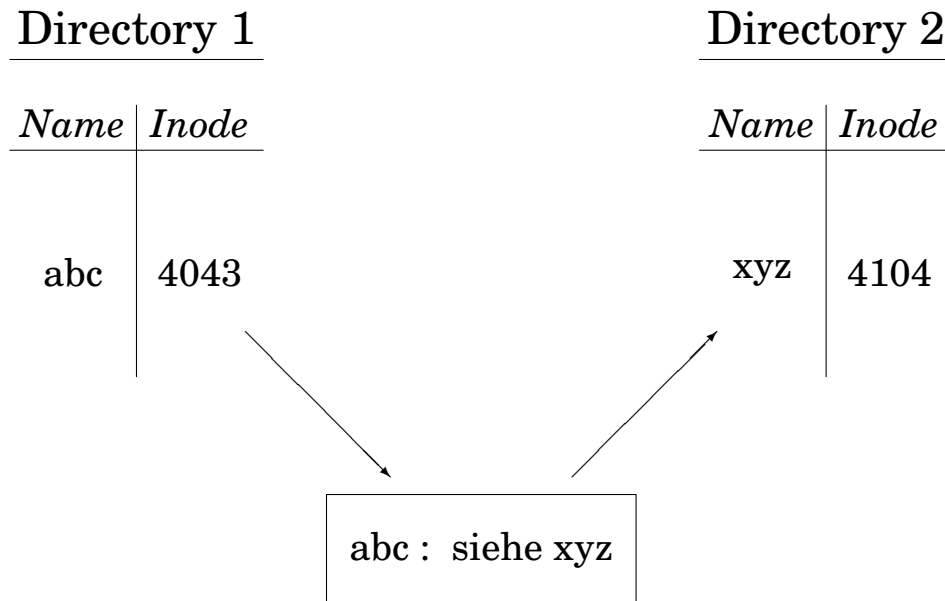 Directory 1 Directory 2
Name Inode Name Inode
abc 4043 xyz 4104
abc : siehe xyz